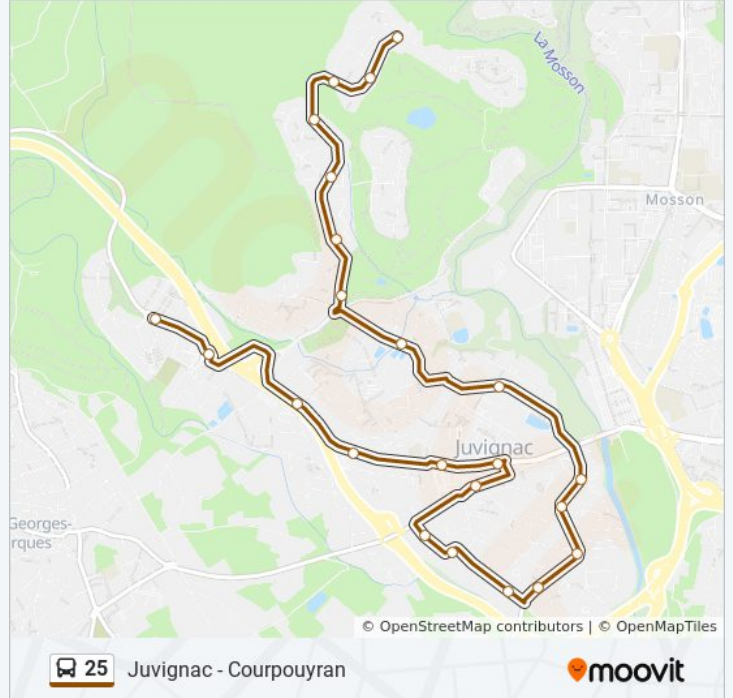 La Mosson
Mosson
Juvignac
Georges-
rques
© OpenStreetMap contributors | © OpenMapTiles
25 Juvignac - Courpouyran
moovit